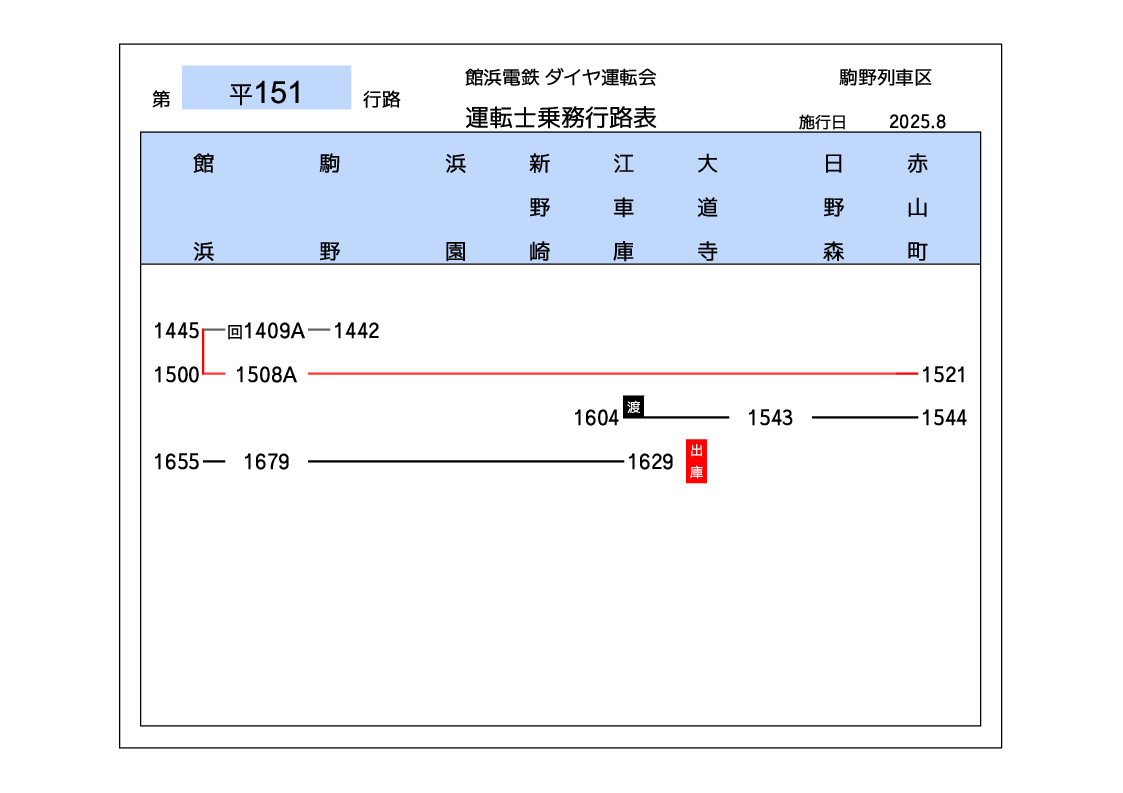 館浜電鉄 ダイヤ運転会
駒野列車区
第 平151 行路
運転士乗務行路表
施行日 2025.8
館浜 駒野 浜園 新野崎 江車庫 大道寺 日野森 赤山町
1445 回1409A 1442
1500 1508A 1521
1604 渡 1543 1544
1655 1679 1629 出庫